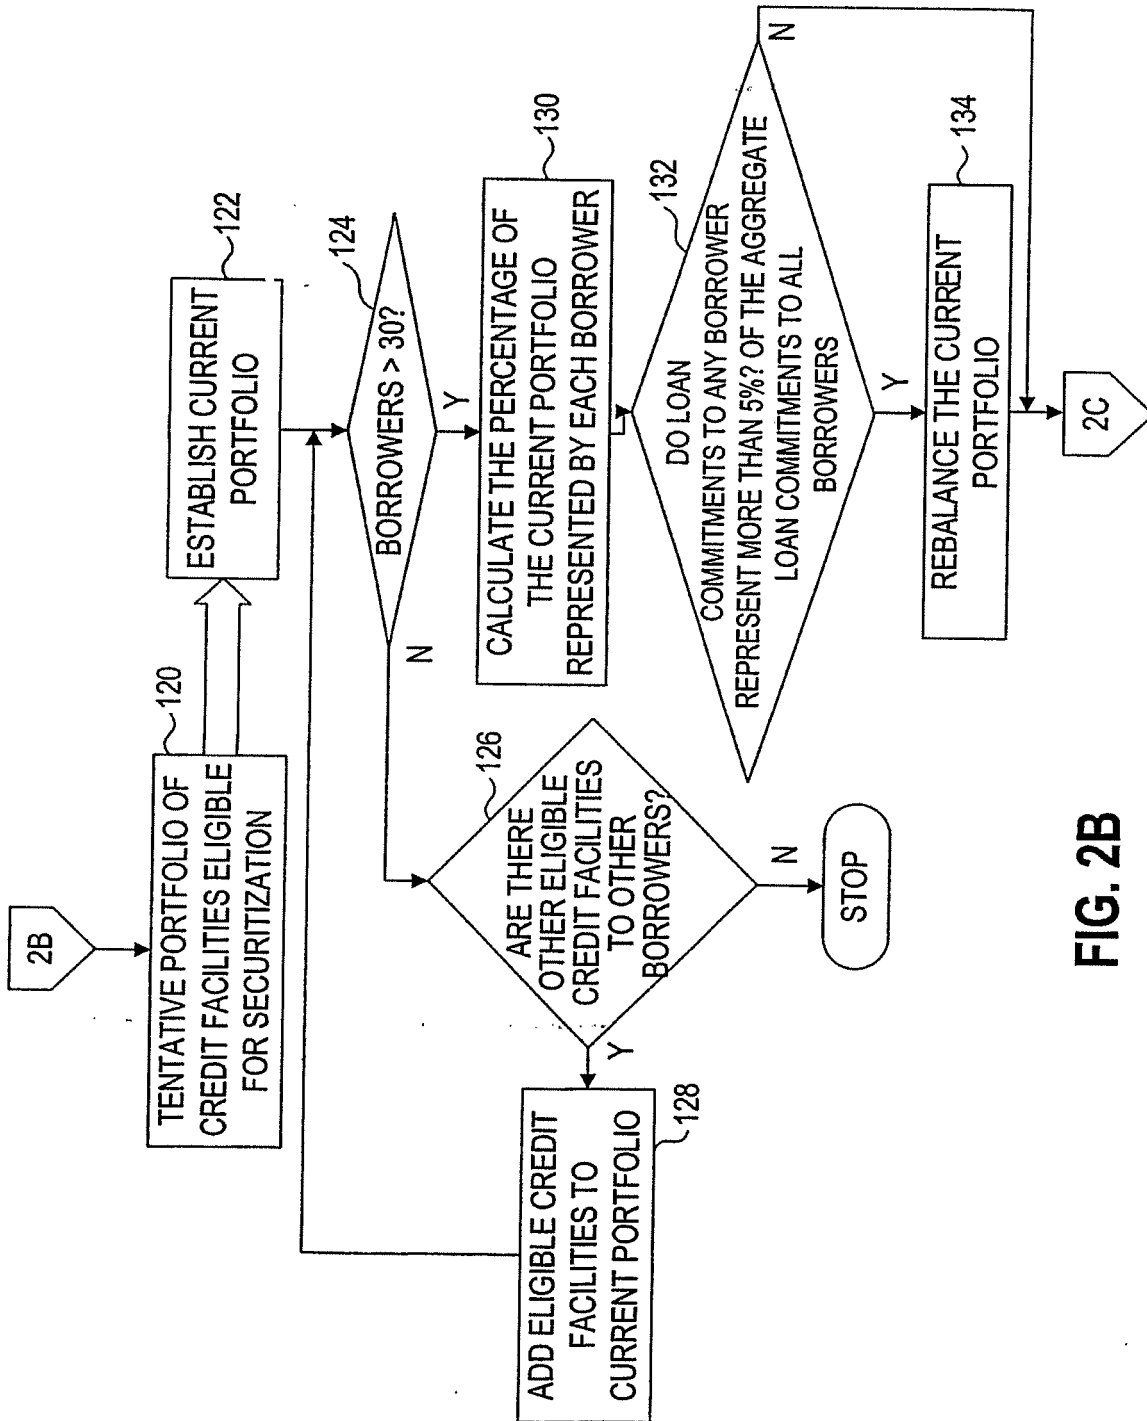 2B
TENTATIVE PORTFOLIO OF
CREDIT FACILITIES ELIGIBLE
FOR SECURITIZATION
120
ESTABLISH CURRENT
PORTFOLIO
122
BORROWERS > 30?
124
N
Y
ARE THERE
OTHER ELIGIBLE
CREDIT FACILITIES
TO OTHER
BORROWERS?
126
Y
N
STOP
ADD ELIGIBLE CREDIT
FACILITIES TO
CURRENT PORTFOLIO
128
CALCULATE THE PERCENTAGE OF
THE CURRENT PORTFOLIO
REPRESENTED BY EACH BORROWER
130
DO LOAN
COMMITMENTS TO ANY BORROWER
REPRESENT MORE THAN 5%? OF THE AGGREGATE
LOAN COMMITMENTS TO ALL
BORROWERS
132
N
Y
REBALANCE THE CURRENT
PORTFOLIO
134
2C
FIG. 2B